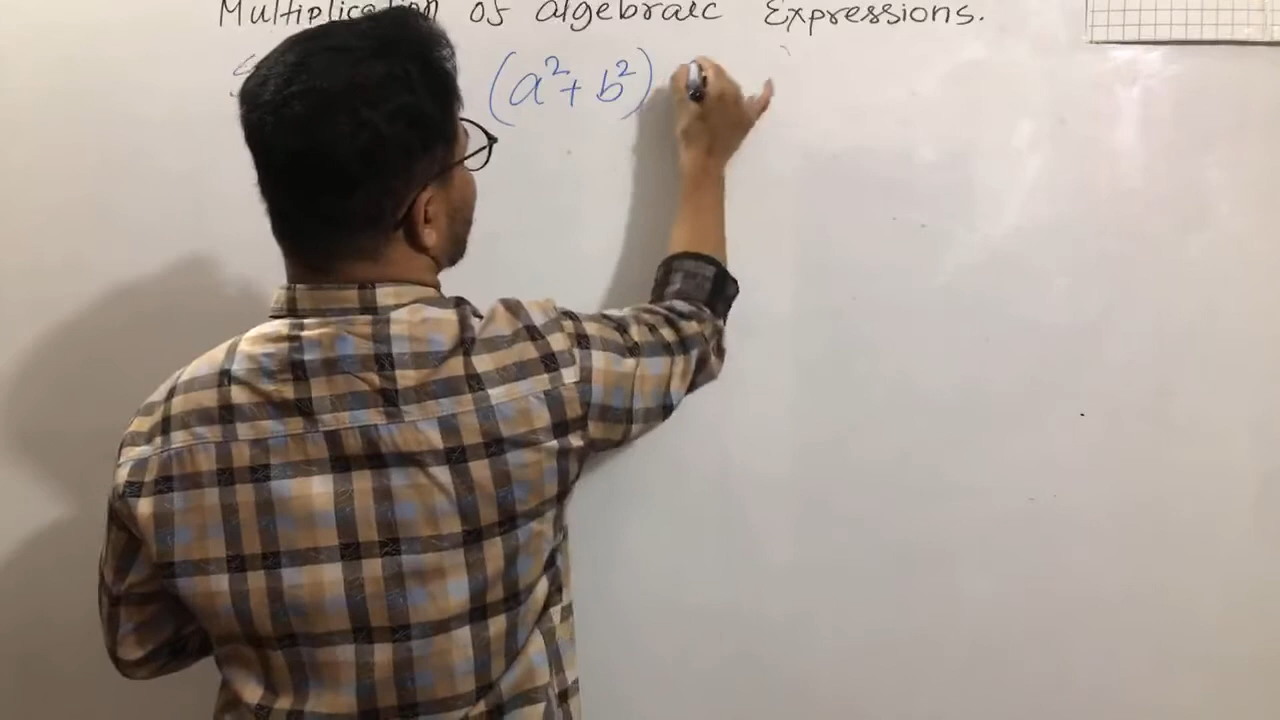 Multiplication of algebraic Expressions.
(a² + b²)